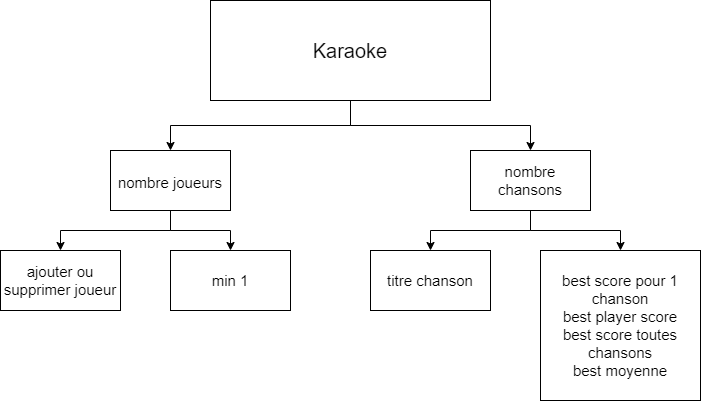 Karaoke
nombre joueurs
nombre
chansons
ajouter ou
supprimer joueur
min 1
titre chanson
best score pour 1
chanson
best player score
best score toutes
chansons
best moyenne